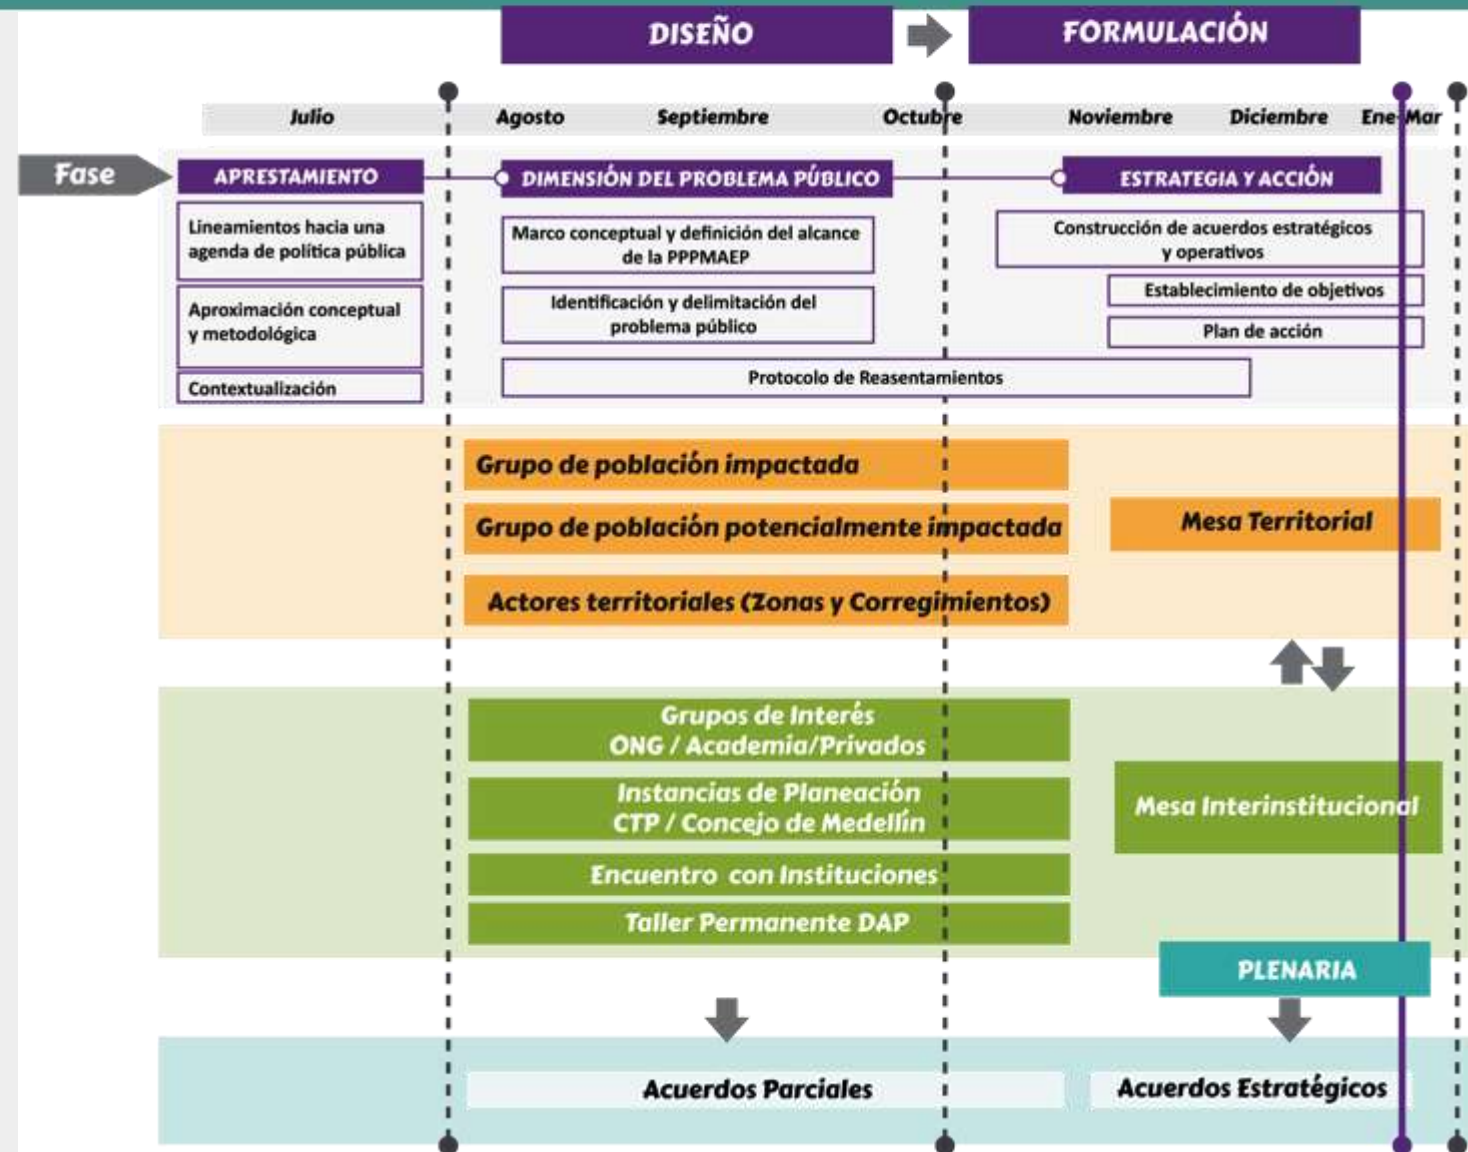 DISEÑO
FORMULACIÓN
Julio
Agosto
Septiembre
Octubre
Noviembre
Diciembre
Ene-Mar
Fase
APRESTAMIENTO
DIMENSIÓN DEL PROBLEMA PÚBLICO
ESTRATEGIA Y ACCIÓN
Lineamientos hacia una
agenda de política pública
Aproximación conceptual
y metodológica
Contextualización
Marco conceptual y definición del alcance
de la PPPMAEP
Identificación y delimitación del
problema público
Construcción de acuerdos estratégicos
y operativos
Establecimiento de objetivos
Plan de acción
Protocolo de Reasentamientos
Grupo de población impactada
Grupo de población potencialmente impactada
Actores territoriales (Zonas y Corregimientos)
Mesa Territorial
Grupos de Interés
ONG / Academia/Privados
Instancias de Planeación
CTP / Concejo de Medellín
Encuentro con Instituciones
Taller Permanente DAP
Mesa Interinstitucional
PLENARIA
Acuerdos Parciales
Acuerdos Estratégicos